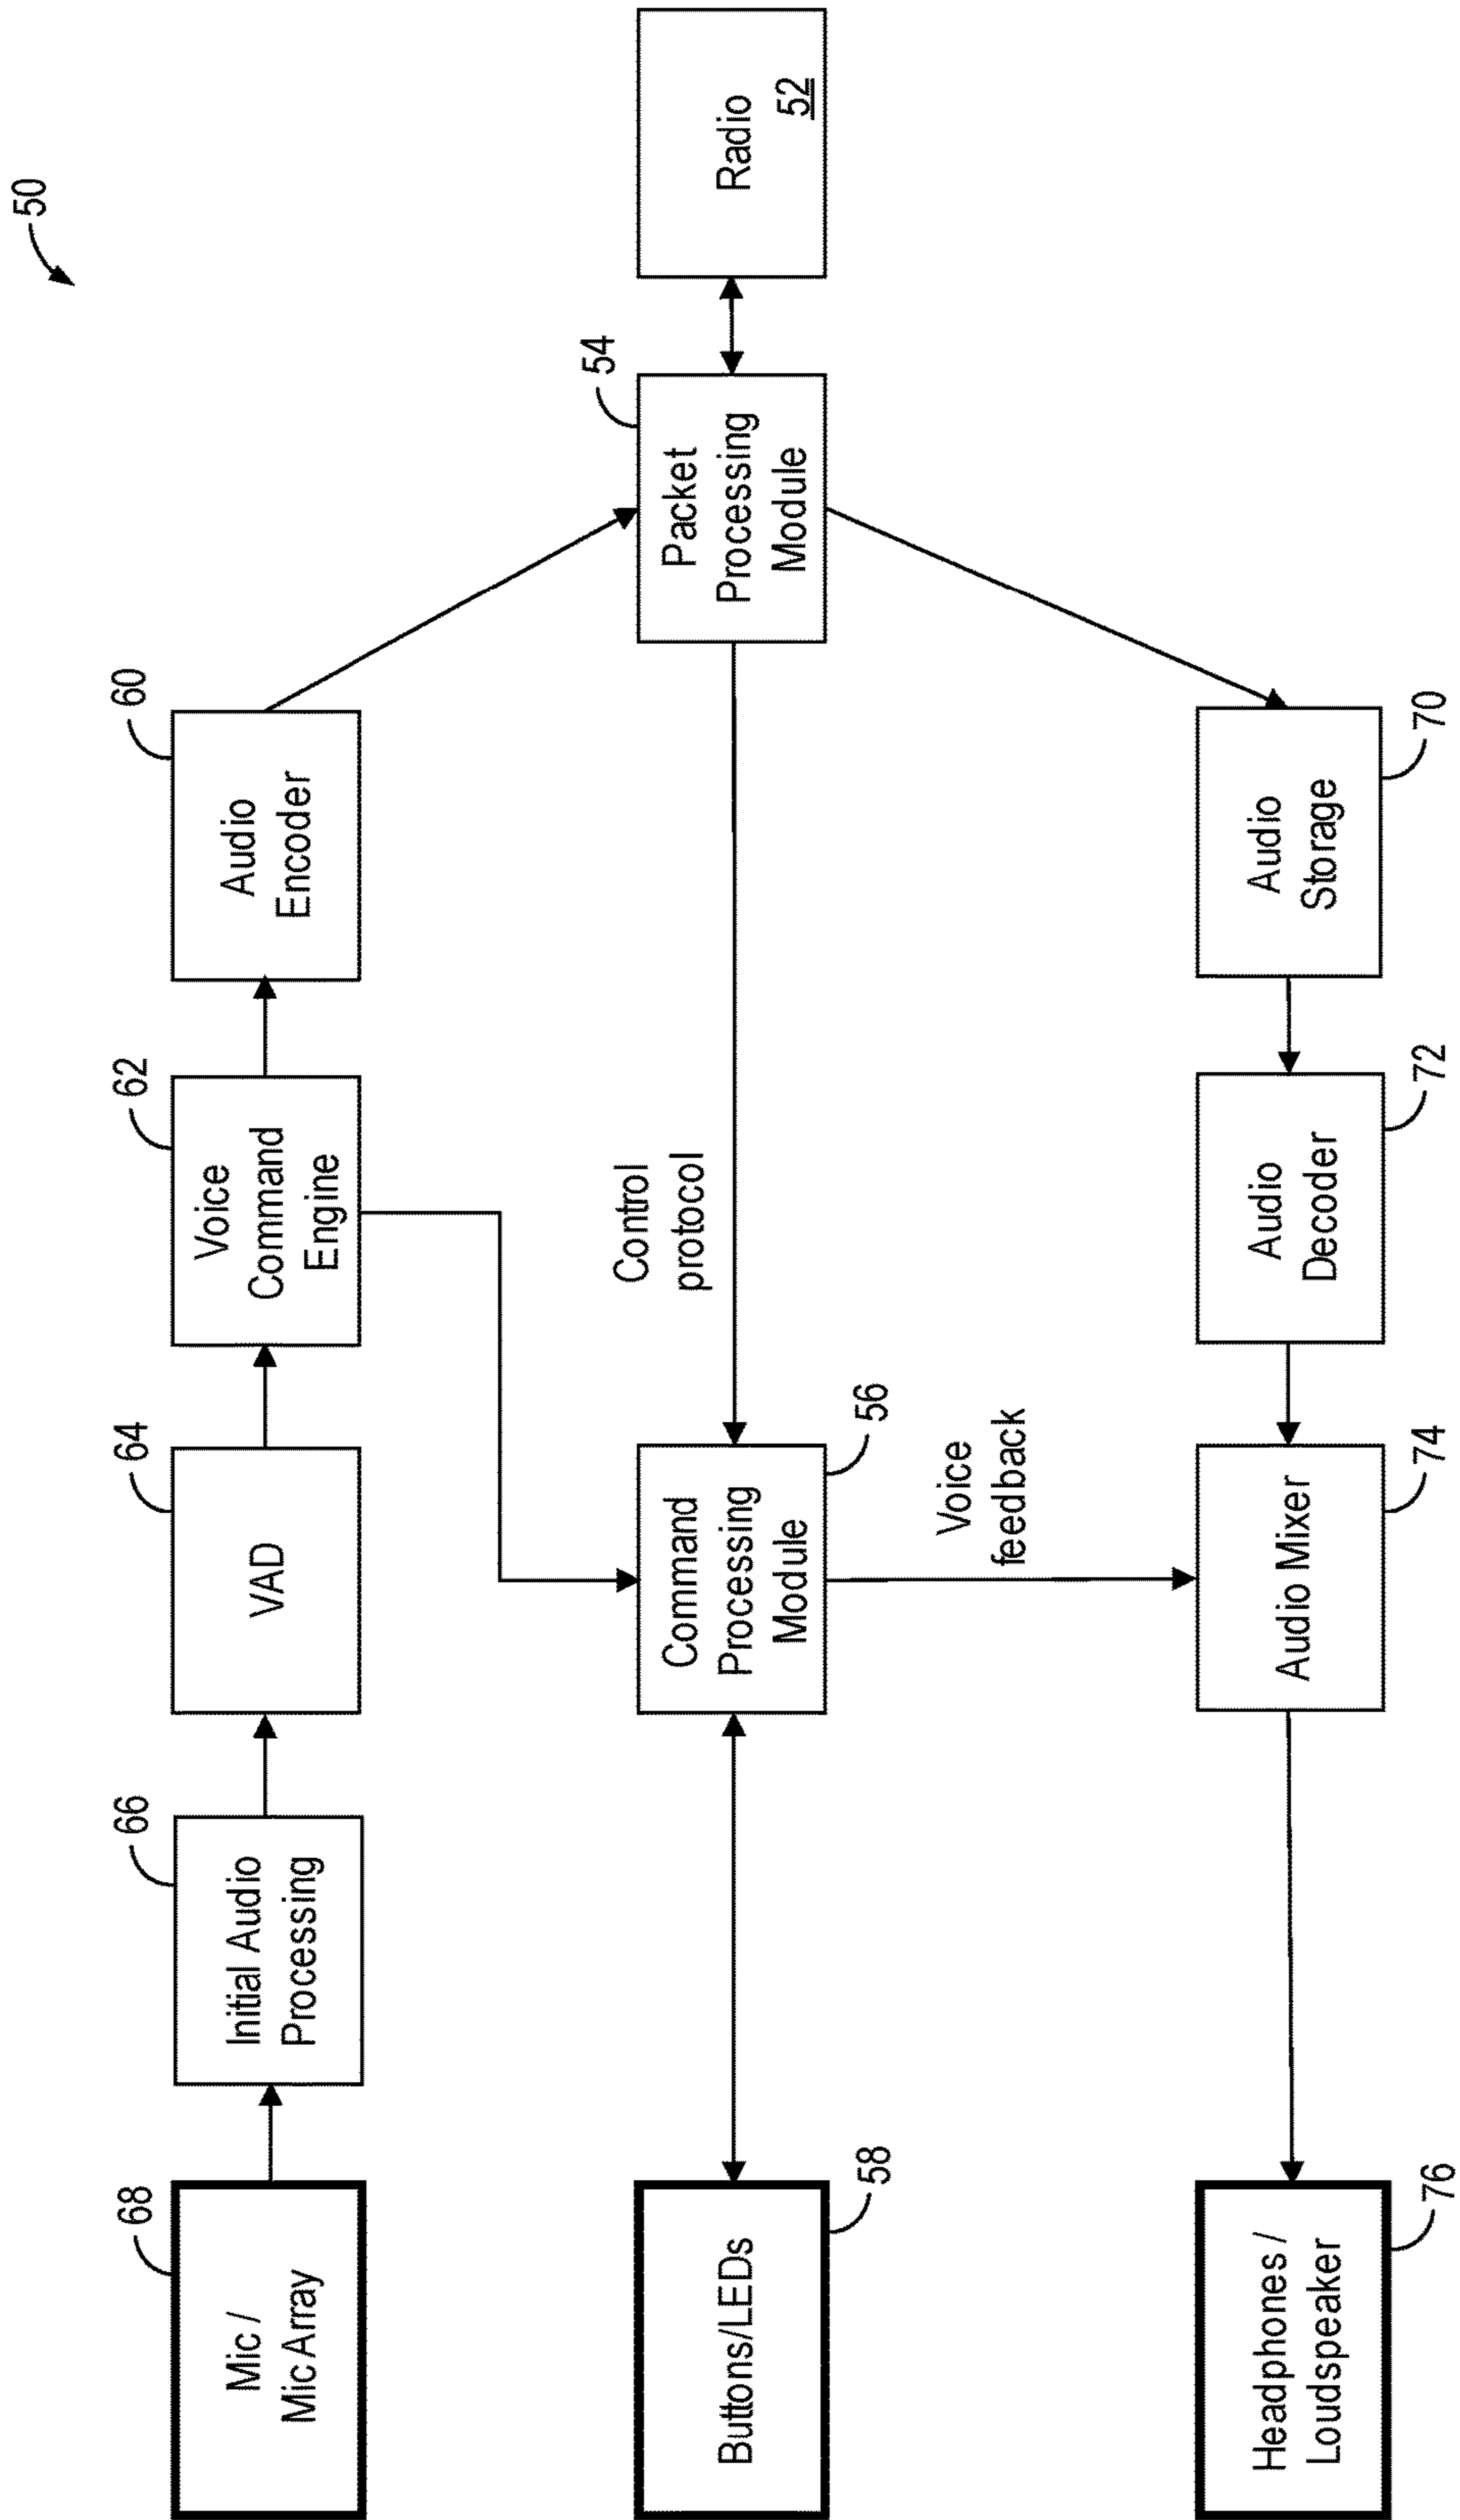 50
68
Mic /
Mic Array
66
Initial Audio
Processing
64
VAD
62
Voice
Command
Engine
60
Audio
Encoder
Buttons/LEDs
58
Command
Processing
Module
56
Control
protocol
54
Packet
Processing
Module
Radio
52
Voice
feedback
Headphones /
Loudspeaker
76
Audio Mixer
74
Audio
Decoder
72
Audio
Storage
70